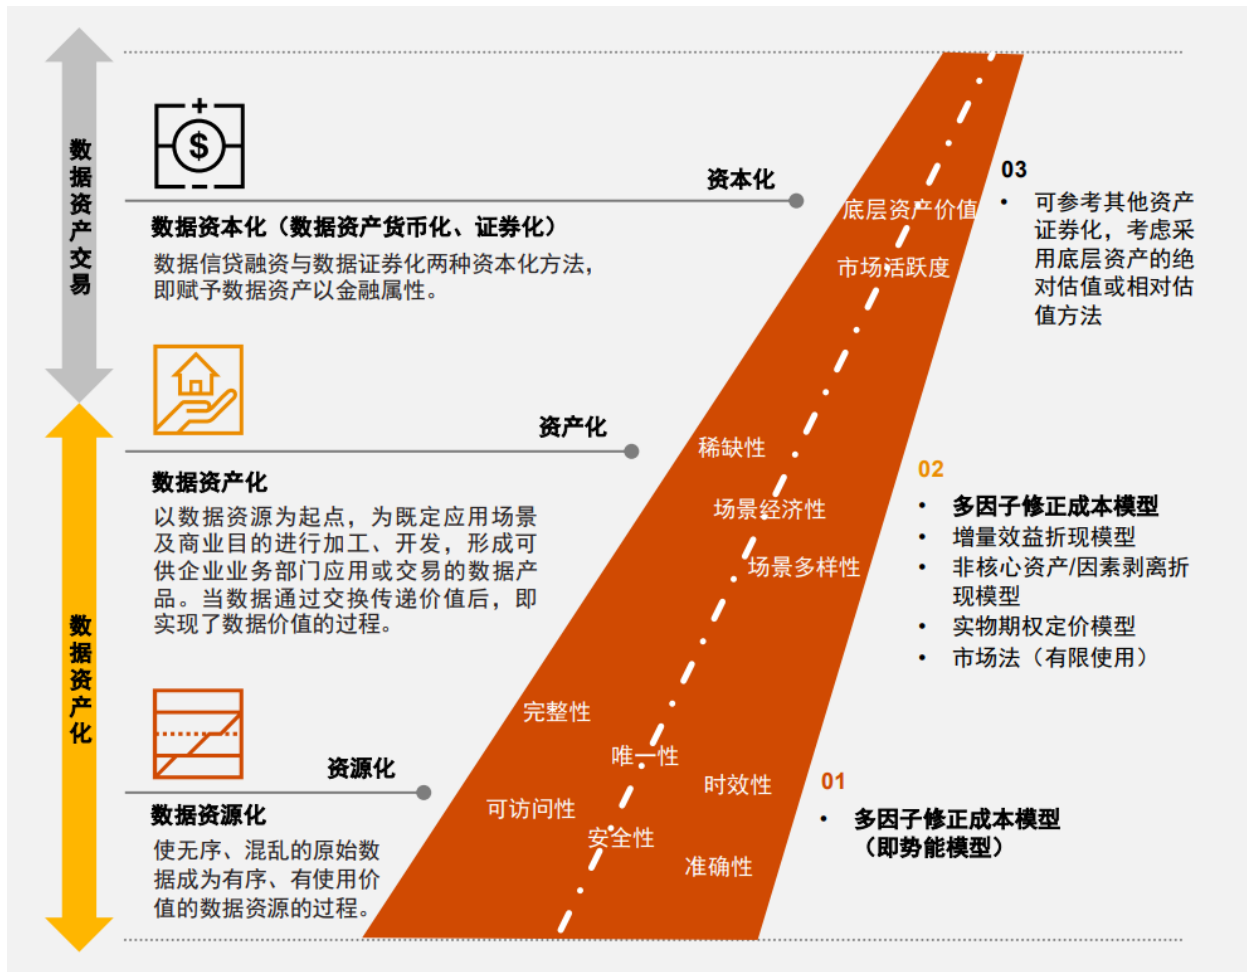 数据资产交易
资本化
数据资本化（数据资产货币化、证券化）
数据信贷融资与数据证券化两种资本化方法，
即赋予数据资产以金融属性。
底层资产价值
市场活跃度
03
• 可参考其他资产
证券化，考虑采
用底层资产的绝
对估值或相对估
值方法
数据资产化
资产化
数据资产化
以数据资源为起点，为既定应用场景
及商业目的进行加工、开发，形成可
供企业业务部门应用或交易的数据产
品。当数据通过交换传递价值后，即
实现了数据价值的过程。
稀缺性
场景经济性
场景多样性
02
• 多因子修正成本模型
• 增量效益折现模型
• 非核心资产/因素剥离折
现模型
• 实物期权定价模型
• 市场法（有限使用）
资源化
数据资源化
使无序、混乱的原始数
据成为有序、有使用价
值的数据资源的过程。
完整性
唯一性
时效性
可访问性
安全性
准确性
01
• 多因子修正成本模型
（即势能模型）
$